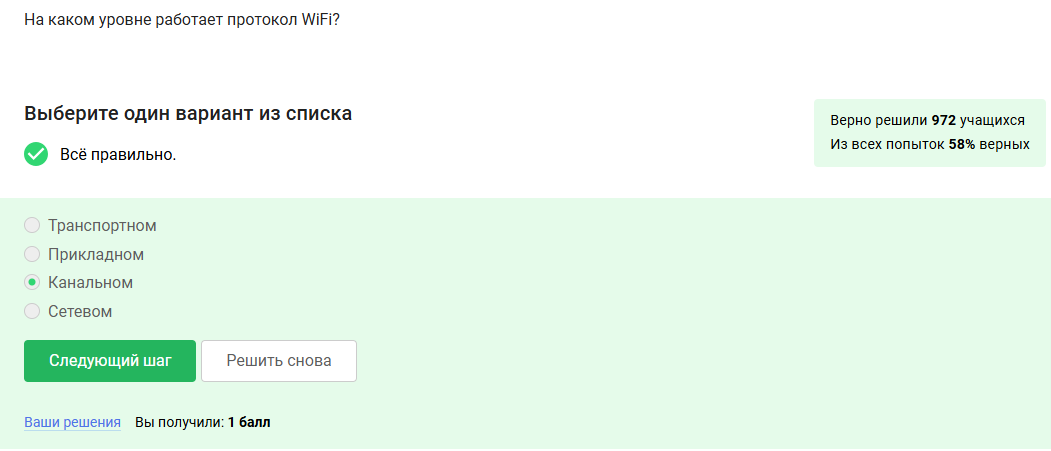 На каком уровне работает протокол WiFi?
Выберите один вариант из списка
Верно решили 972 учащихся
Из всех попыток 58% верных
Всё правильно.
Транспортном
Прикладном
Канальном
Сетевом
Следующий шаг
Решить снова
Ваши решения Вы получили: 1 балл